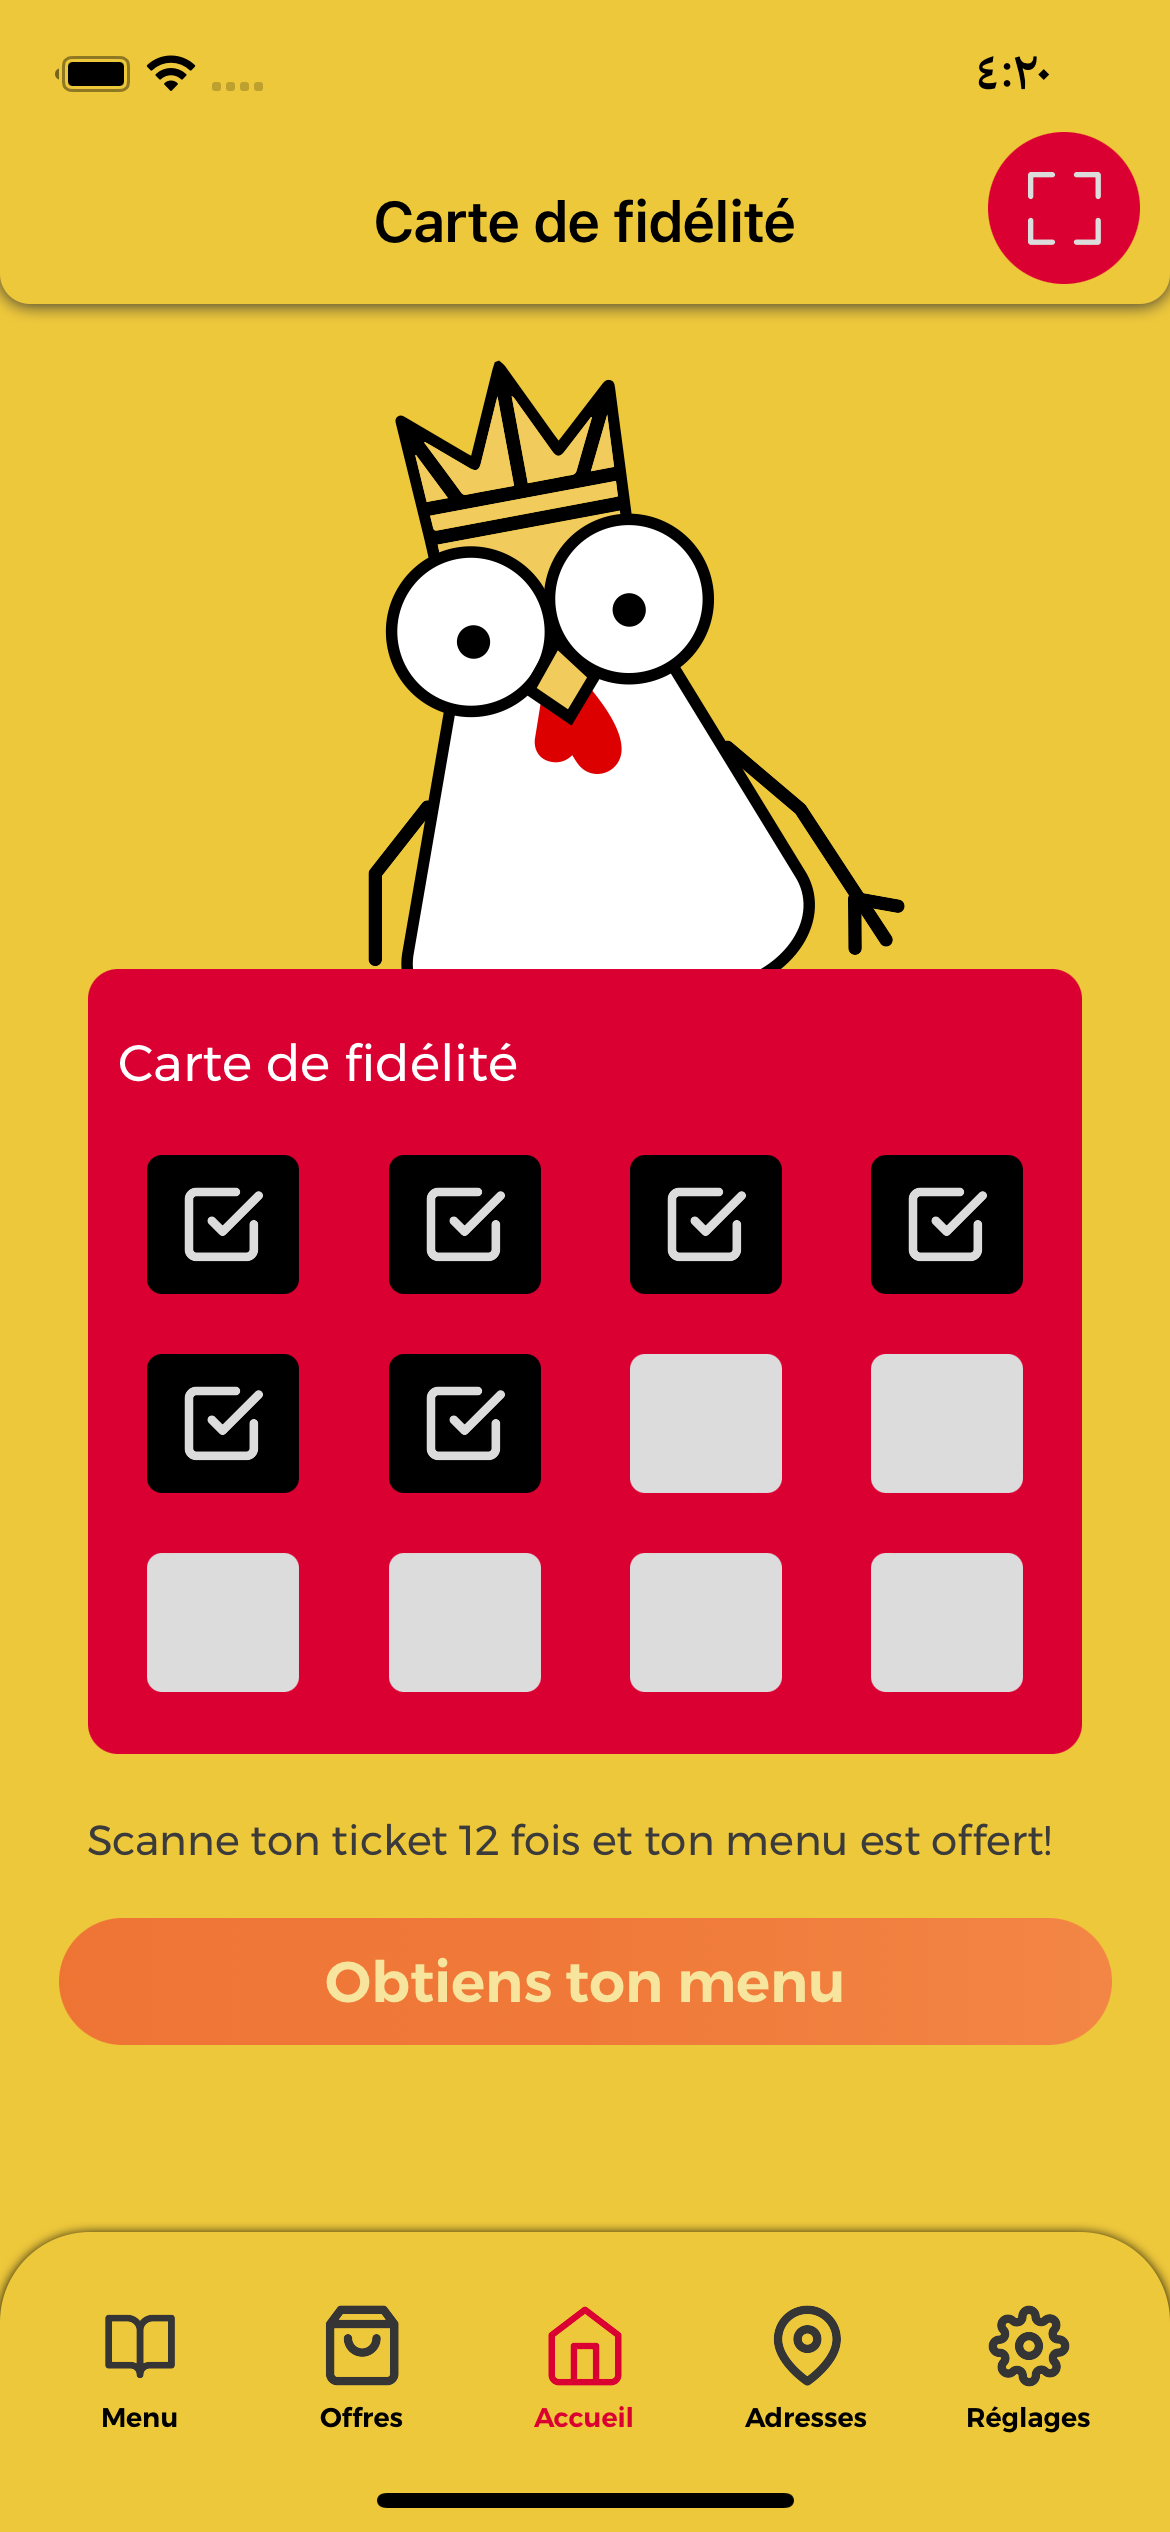 ٤:٢٠
Carte de fidélité
Carte de fidélité
Scanne ton ticket 12 fois et ton menu est offert!
Obtiens ton menu
Menu
Offres
Accueil
Adresses
Réglages